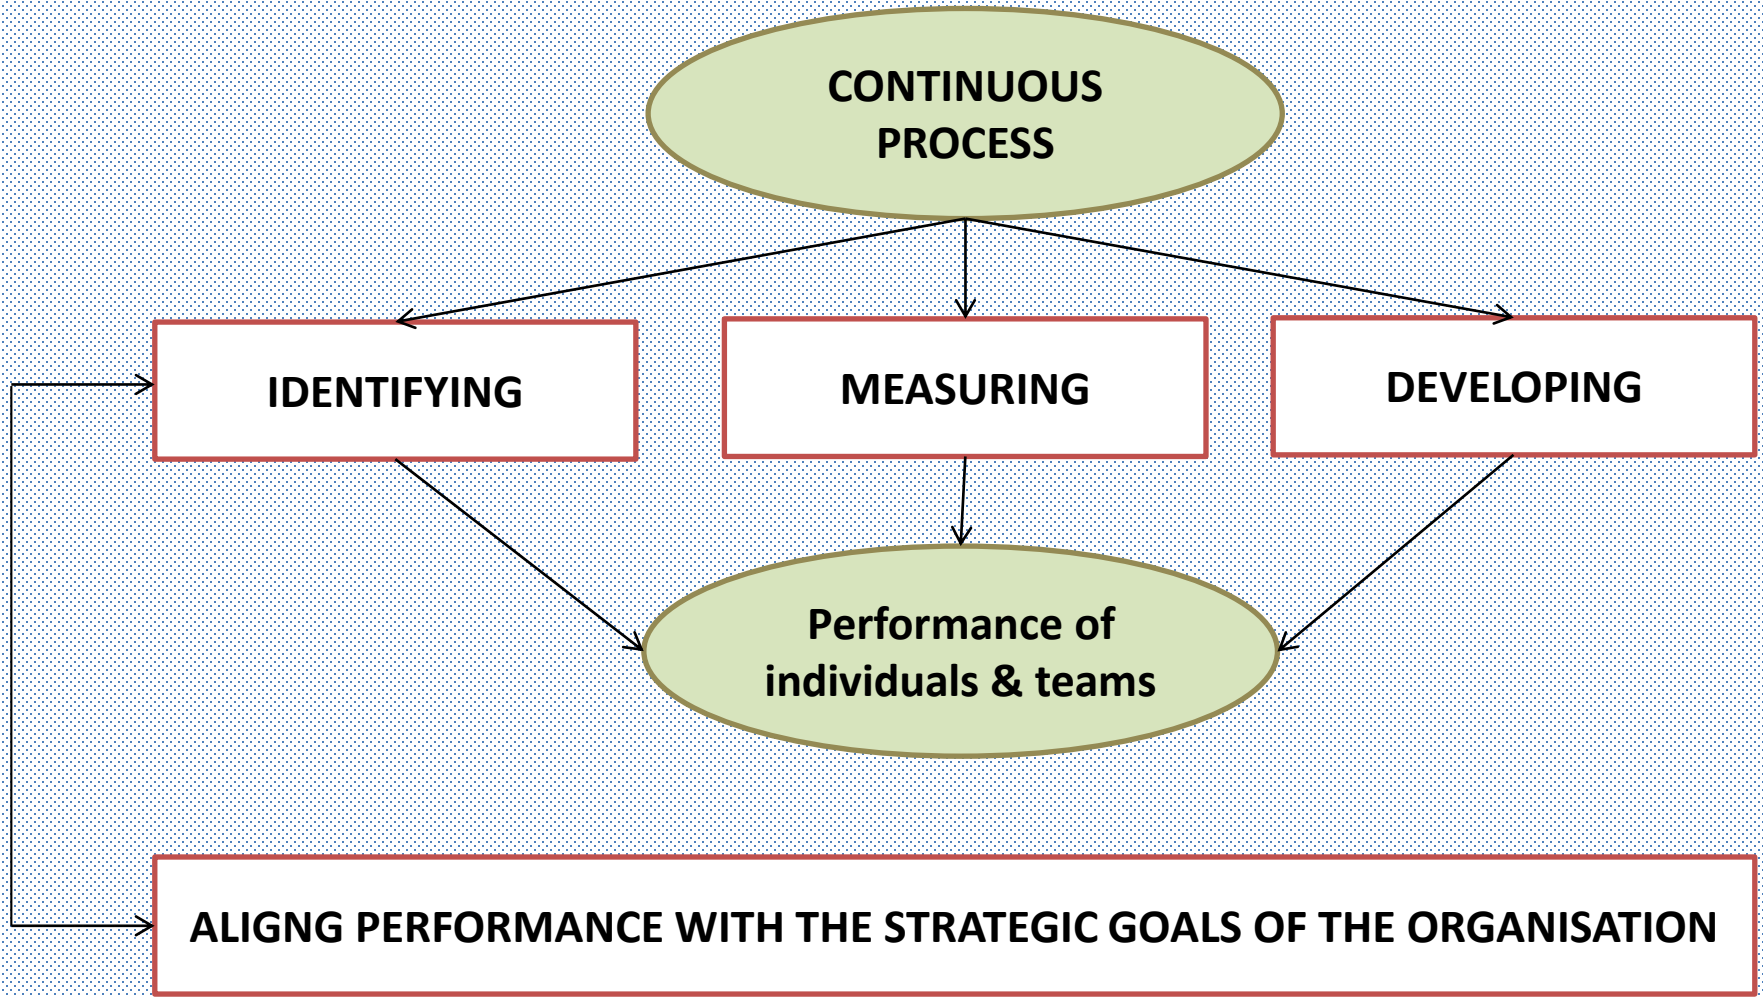 CONTINUOUS
PROCESS
IDENTIFYING
MEASURING
DEVELOPING
Performance of
individuals & teams
ALIGNG PERFORMANCE WITH THE STRATEGIC GOALS OF THE ORGANISATION